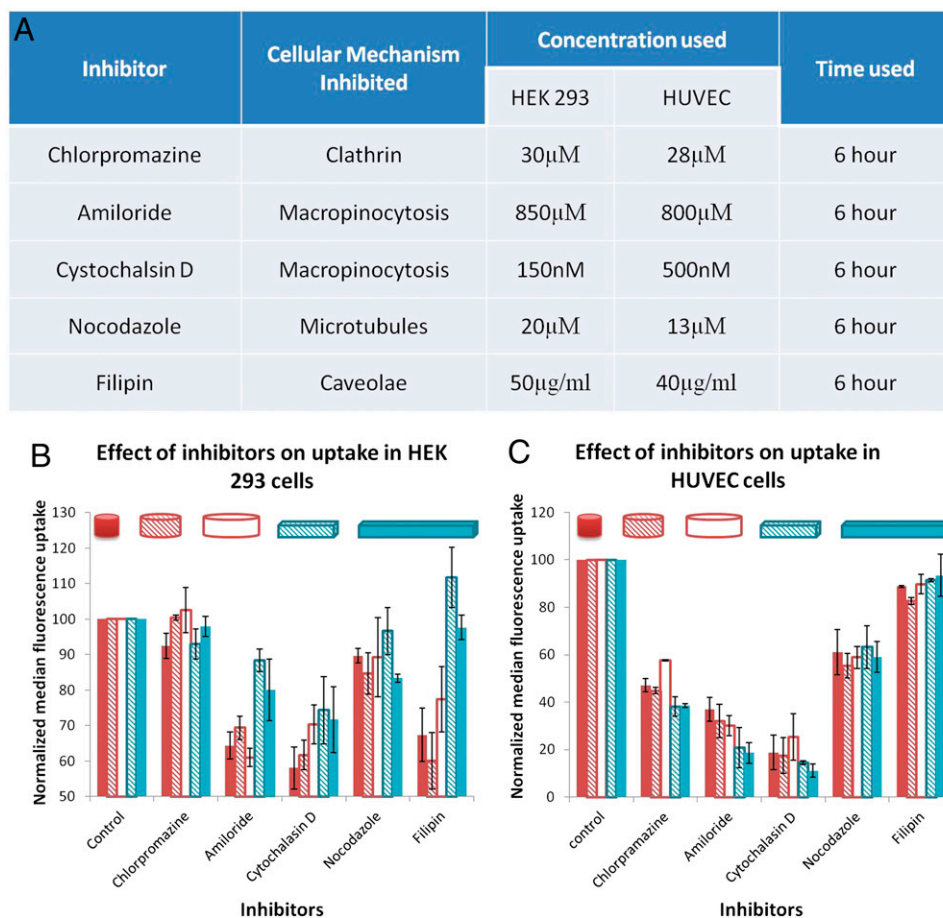 A
Inhibitor
Cellular Mechanism
Inhibited
Concentration used
HEK 293
HUVEC
Time used
Chlorpromazine
Clathrin
30µM
28µM
6 hour
Amiloride
Macropinocytosis
850µM
800µM
6 hour
Cystochalsin D
Macropinocytosis
150nM
500nM
6 hour
Nocodazole
Microtubules
20µM
13µM
6 hour
Filipin
Caveolae
50µg/ml
40µg/ml
6 hour
B
Effect of inhibitors on uptake in HEK
293 cells
Normalized median fluorescence uptake
130
120
110
100
90
80
70
60
50
Control
Chlorpromazine
Amiloride
Cytochalasin D
Nocodazole
Filipin
Inhibitors
C
Effect of inhibitors on uptake in
HUVEC cells
Normalized median fluorescence uptake
120
100
80
60
40
20
0
control
Chlorpramazine
Amiloride
Cytochalasin D
Nocodazole
Filipin
Inhibitors